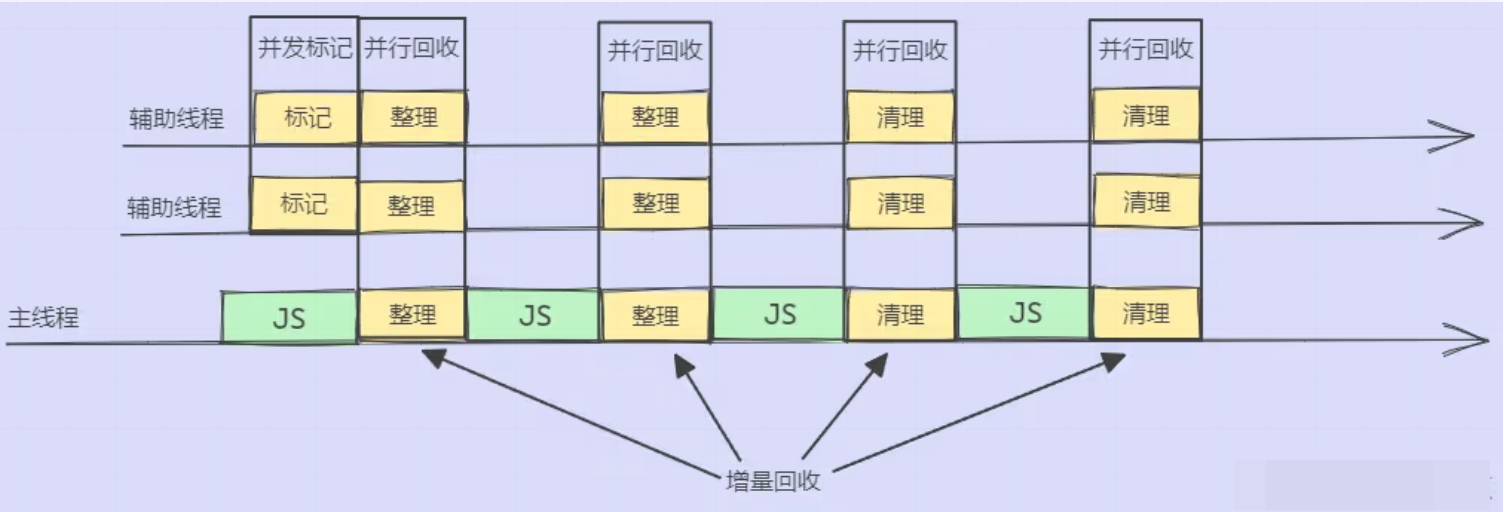 并发标记 并行回收 并行回收 并行回收 并行回收
辅助线程 标记 整理 整理 清理 清理
辅助线程 标记 整理 整理 清理 清理
主线程 JS 整理 JS 整理 JS 清理 JS 清理
增量回收